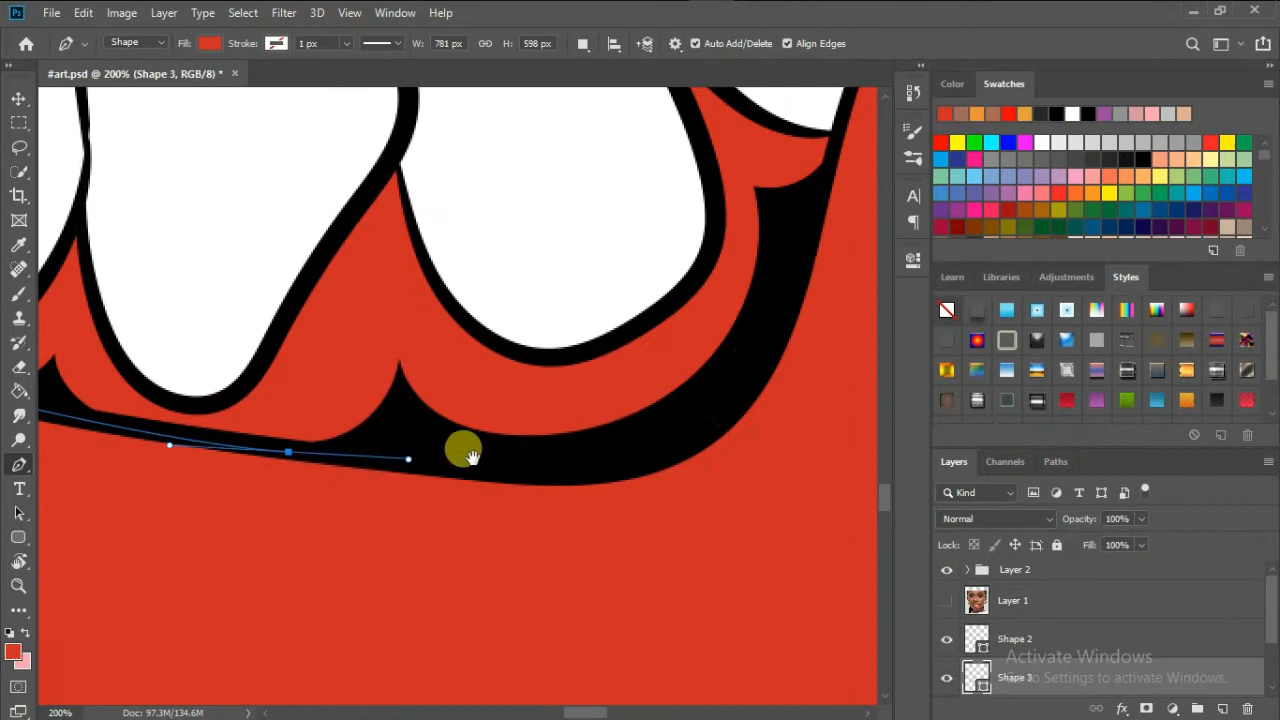 Ps File Edit Image Layer Type Select Filter 3D View Window Help
Shape Fill: Stroke: 1 px W: 781 px H: 598 px Auto Add/Delete Align Edges
#art.psd @ 200% (Shape 3, RGB/8) * ×
Color Swatches
Learn Libraries Adjustments Styles
Layers Channels Paths
Kind
Normal Opacity: 100%
Lock: Fill: 100%
Layer 2
Layer 1
Shape 2
Activate Windows
Shape 3 to Settings to activate Windows.
200% Doc: 97.3M/134.6M